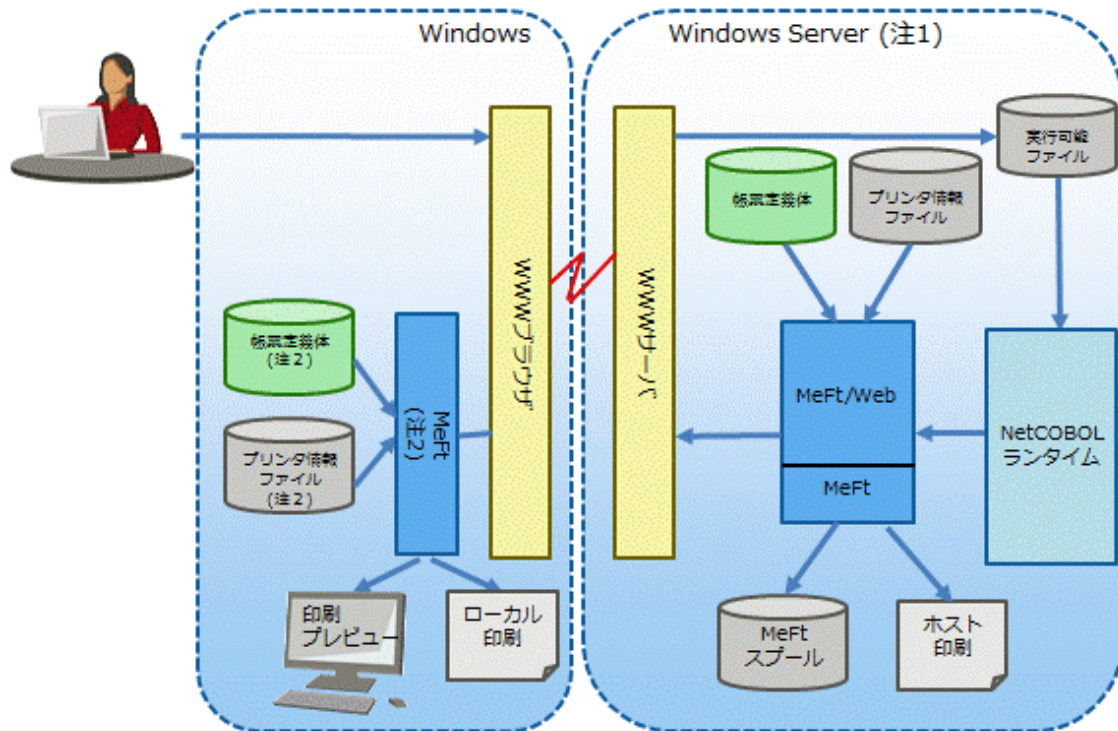 Windows
Windows Server (注1)
実行可能
ファイル
帳票定義体
プリンタ情報
ファイル
WWWブラウザ
WWWサーバ
帳票定義体
(注２)
MeFt
(注2)
プリンタ情報
ファイル
(注２)
MeFt/Web
MeFt
NetCOBOL
ランタイム
印刷
プレビュー
ローカル
印刷
MeFt
スプール
ホスト
印刷